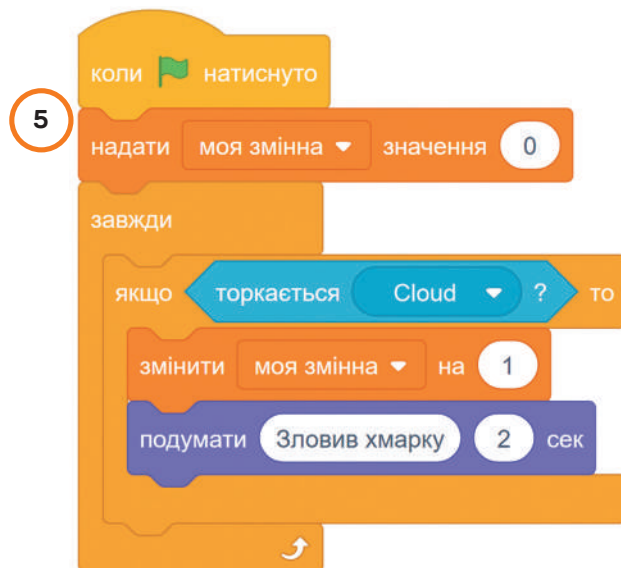 коли натиснуто
5
надати моя змінна значення 0
завжди
якщо торкається Cloud ? то
змінити моя змінна на 1
подумати Зловив хмарку 2 сек